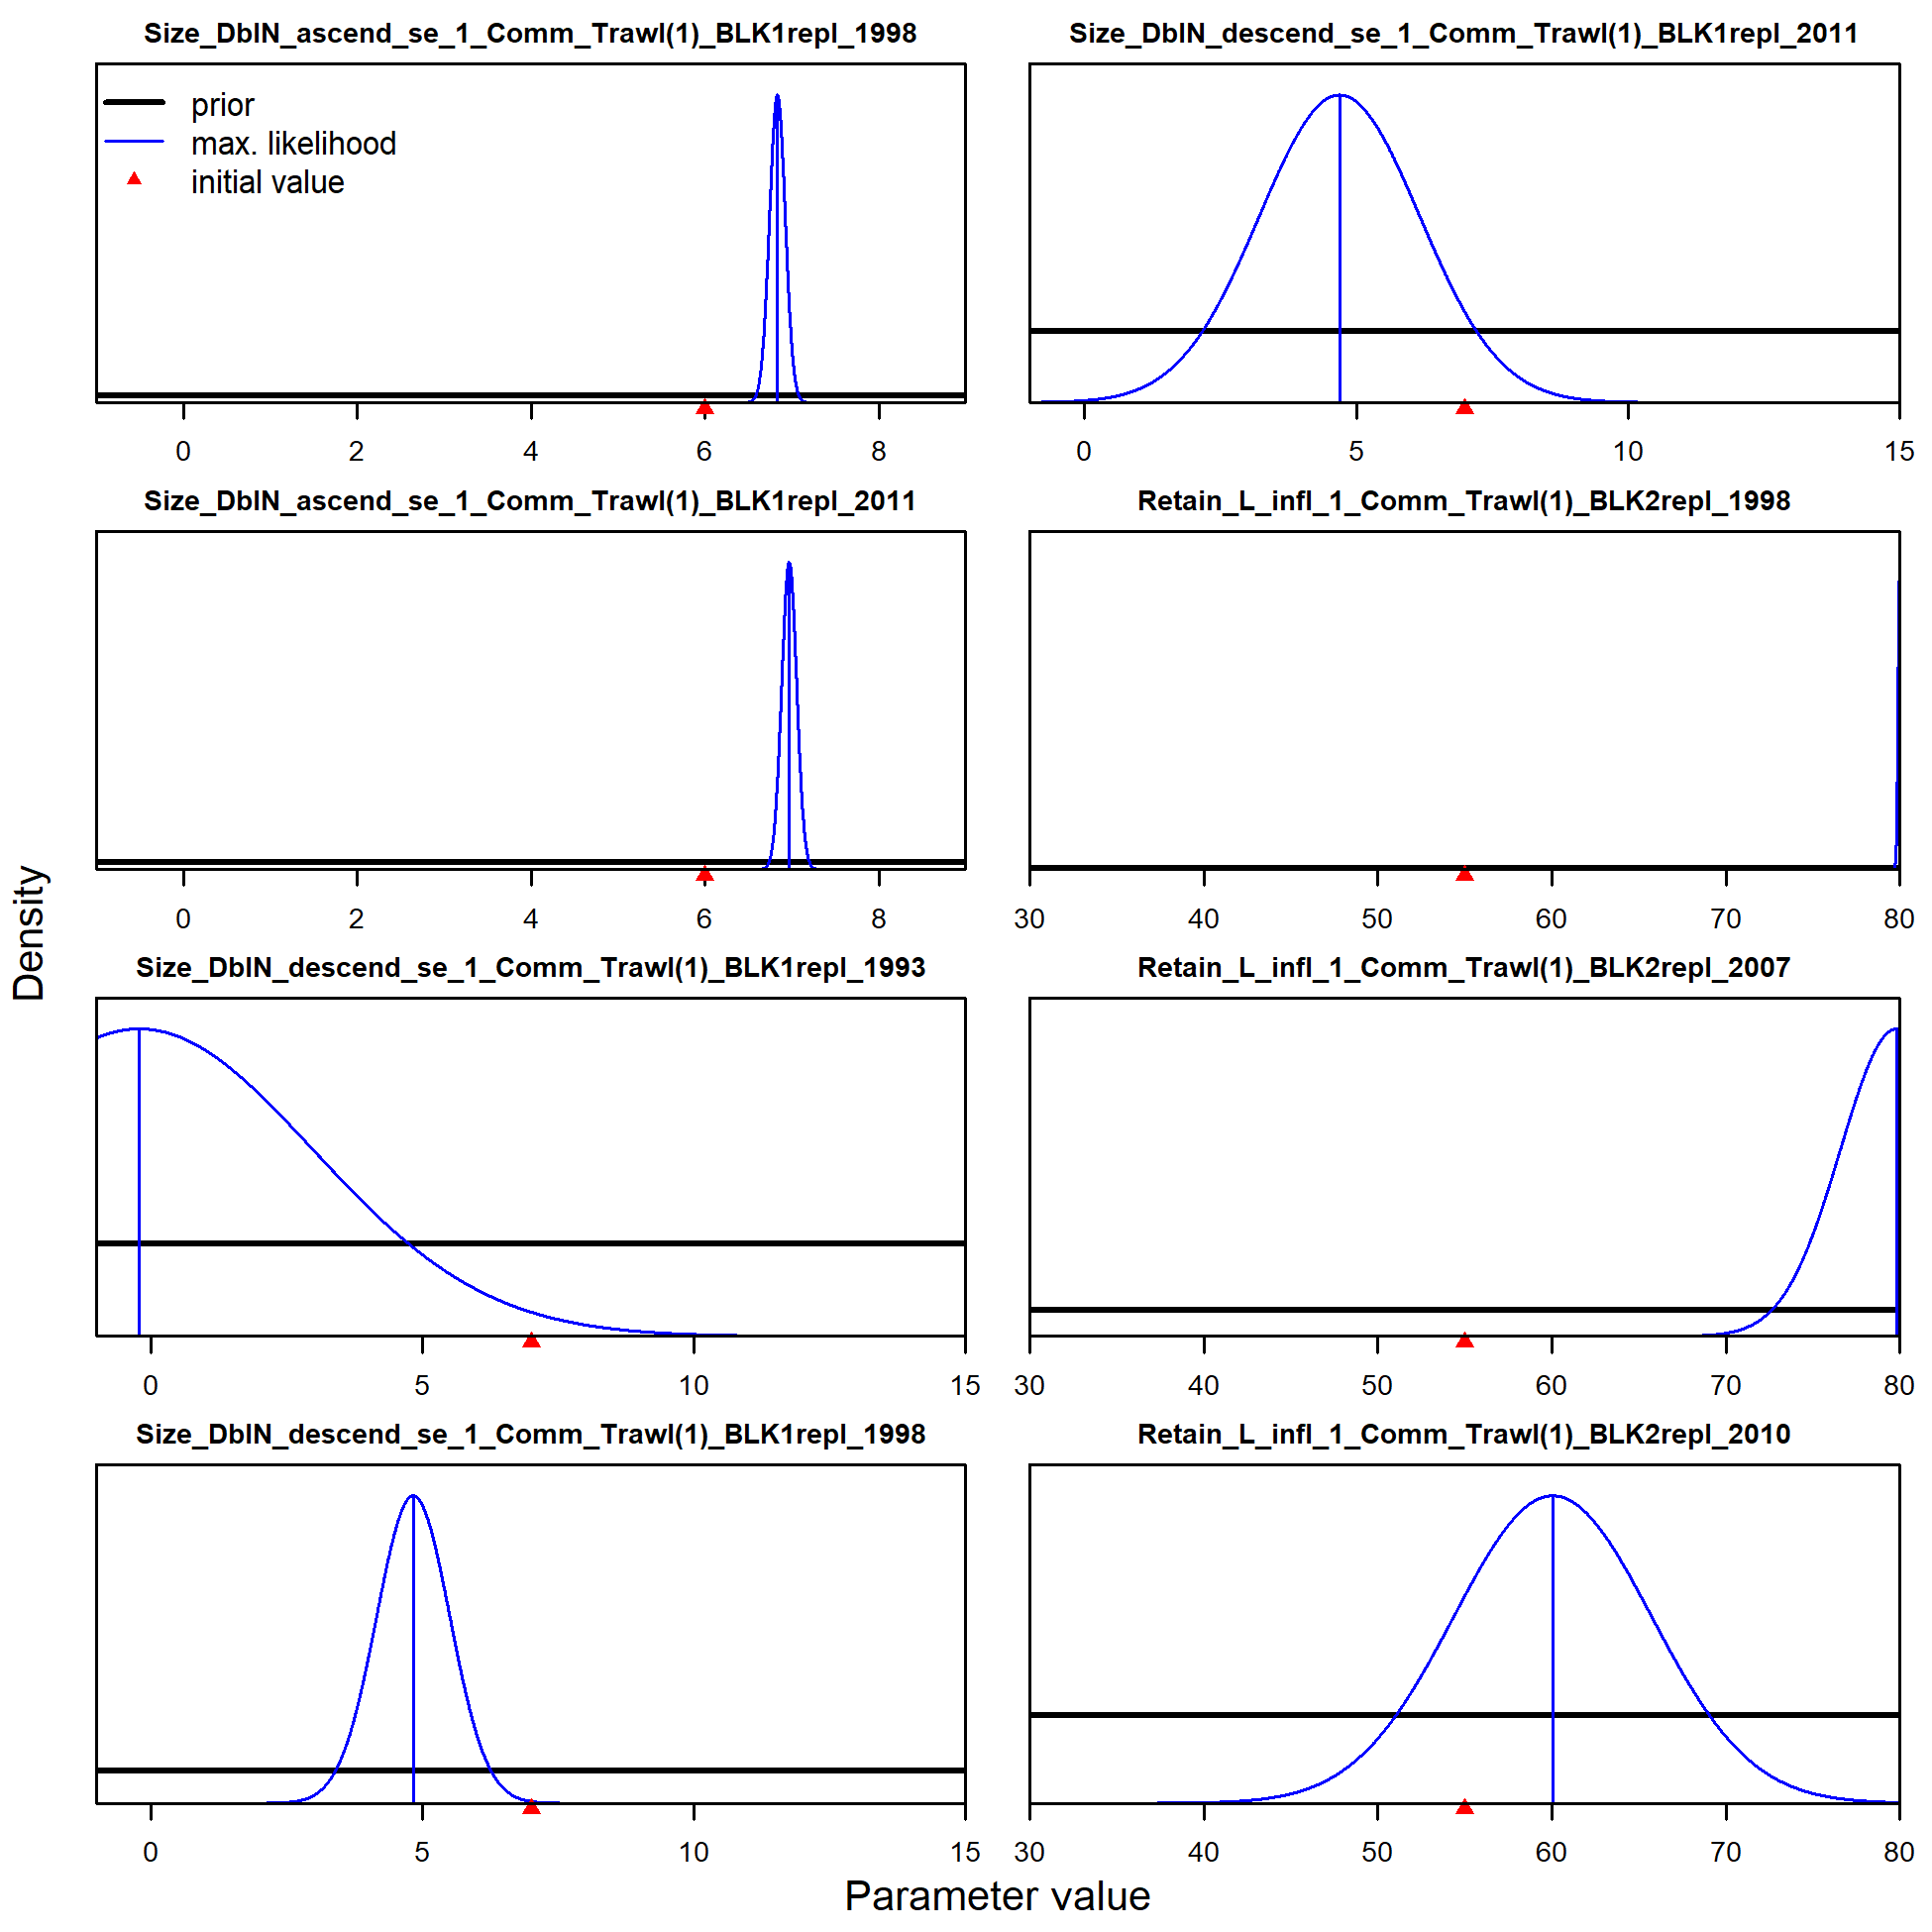 Size_DblN_ascend_se_1_Comm_Trawl(1)_BLK1repl_1998
prior
max. likelihood
initial value
0 2 4 6 8
Size_DblN_descend_se_1_Comm_Trawl(1)_BLK1repl_2011
0 5 10 15
Size_DblN_ascend_se_1_Comm_Trawl(1)_BLK1repl_2011
0 2 4 6 8
Retain_L_infl_1_Comm_Trawl(1)_BLK2repl_1998
30 40 50 60 70 80
Size_DblN_descend_se_1_Comm_Trawl(1)_BLK1repl_1993
0 5 10 15
Retain_L_infl_1_Comm_Trawl(1)_BLK2repl_2007
30 40 50 60 70 80
Size_DblN_descend_se_1_Comm_Trawl(1)_BLK1repl_1998
0 5 10 15
Retain_L_infl_1_Comm_Trawl(1)_BLK2repl_2010
30 40 50 60 70 80
Density
Parameter value